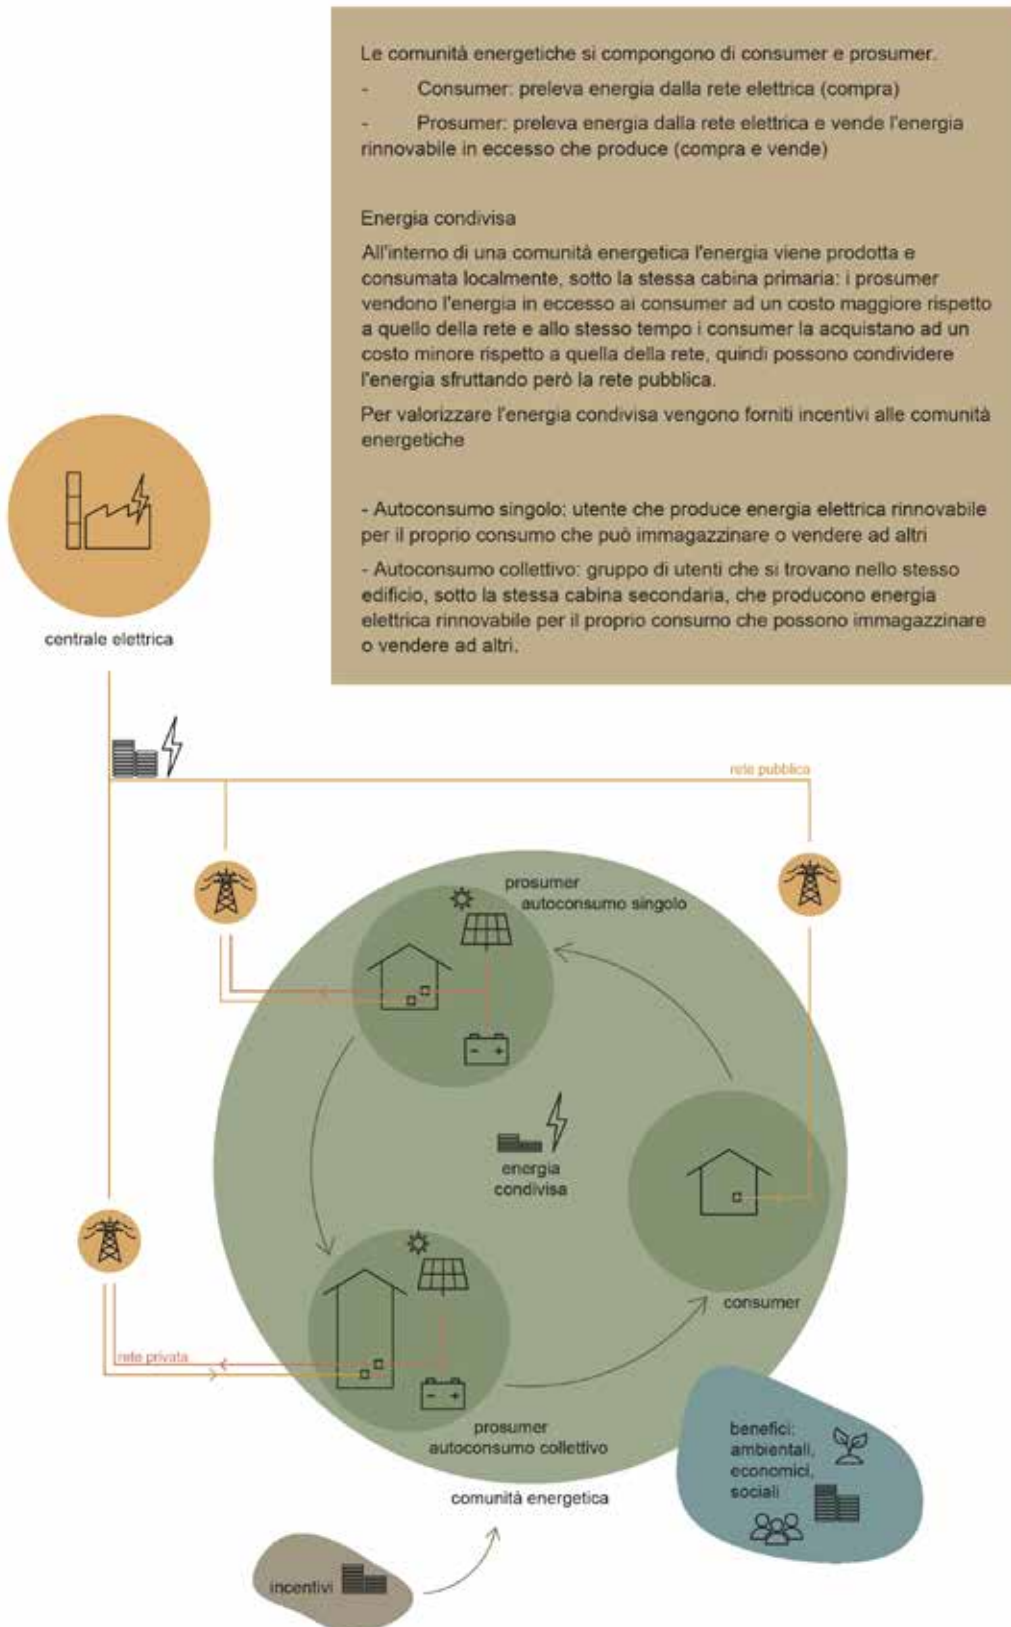 Le comunità energetiche si compongono di consumer e prosumer.
- Consumer: preleva energia dalla rete elettrica (compra)
- Prosumer: preleva energia dalla rete elettrica e vende l'energia
rinnovabile in eccesso che produce (compra e vende)
Energia condivisa
All'interno di una comunità energetica l'energia viene prodotta e
consumata localmente, sotto la stessa cabina primaria: i prosumer
vendono l'energia in eccesso ai consumer ad un costo maggiore rispetto
a quello della rete e allo stesso tempo i consumer la acquistano ad un
costo minore rispetto a quella della rete, quindi possono condividere
l'energia sfruttando però la rete pubblica.
Per valorizzare l'energia condivisa vengono forniti incentivi alle comunità
energetiche
- Autoconsumo singolo: utente che produce energia elettrica rinnovabile
per il proprio consumo che può immagazzinare o vendere ad altri
- Autoconsumo collettivo: gruppo di utenti che si trovano nello stesso
edificio, sotto la stessa cabina secondaria, che producono energia
elettrica rinnovabile per il proprio consumo che possono immagazzinare
o vendere ad altri.
centrale elettrica
rete pubblica
prosumer
autoconsumo singolo
energia
condivisa
consumer
rete privata
prosumer
autoconsumo collettivo
comunità energetica
benefici:
ambientali,
economici,
sociali
incentivi